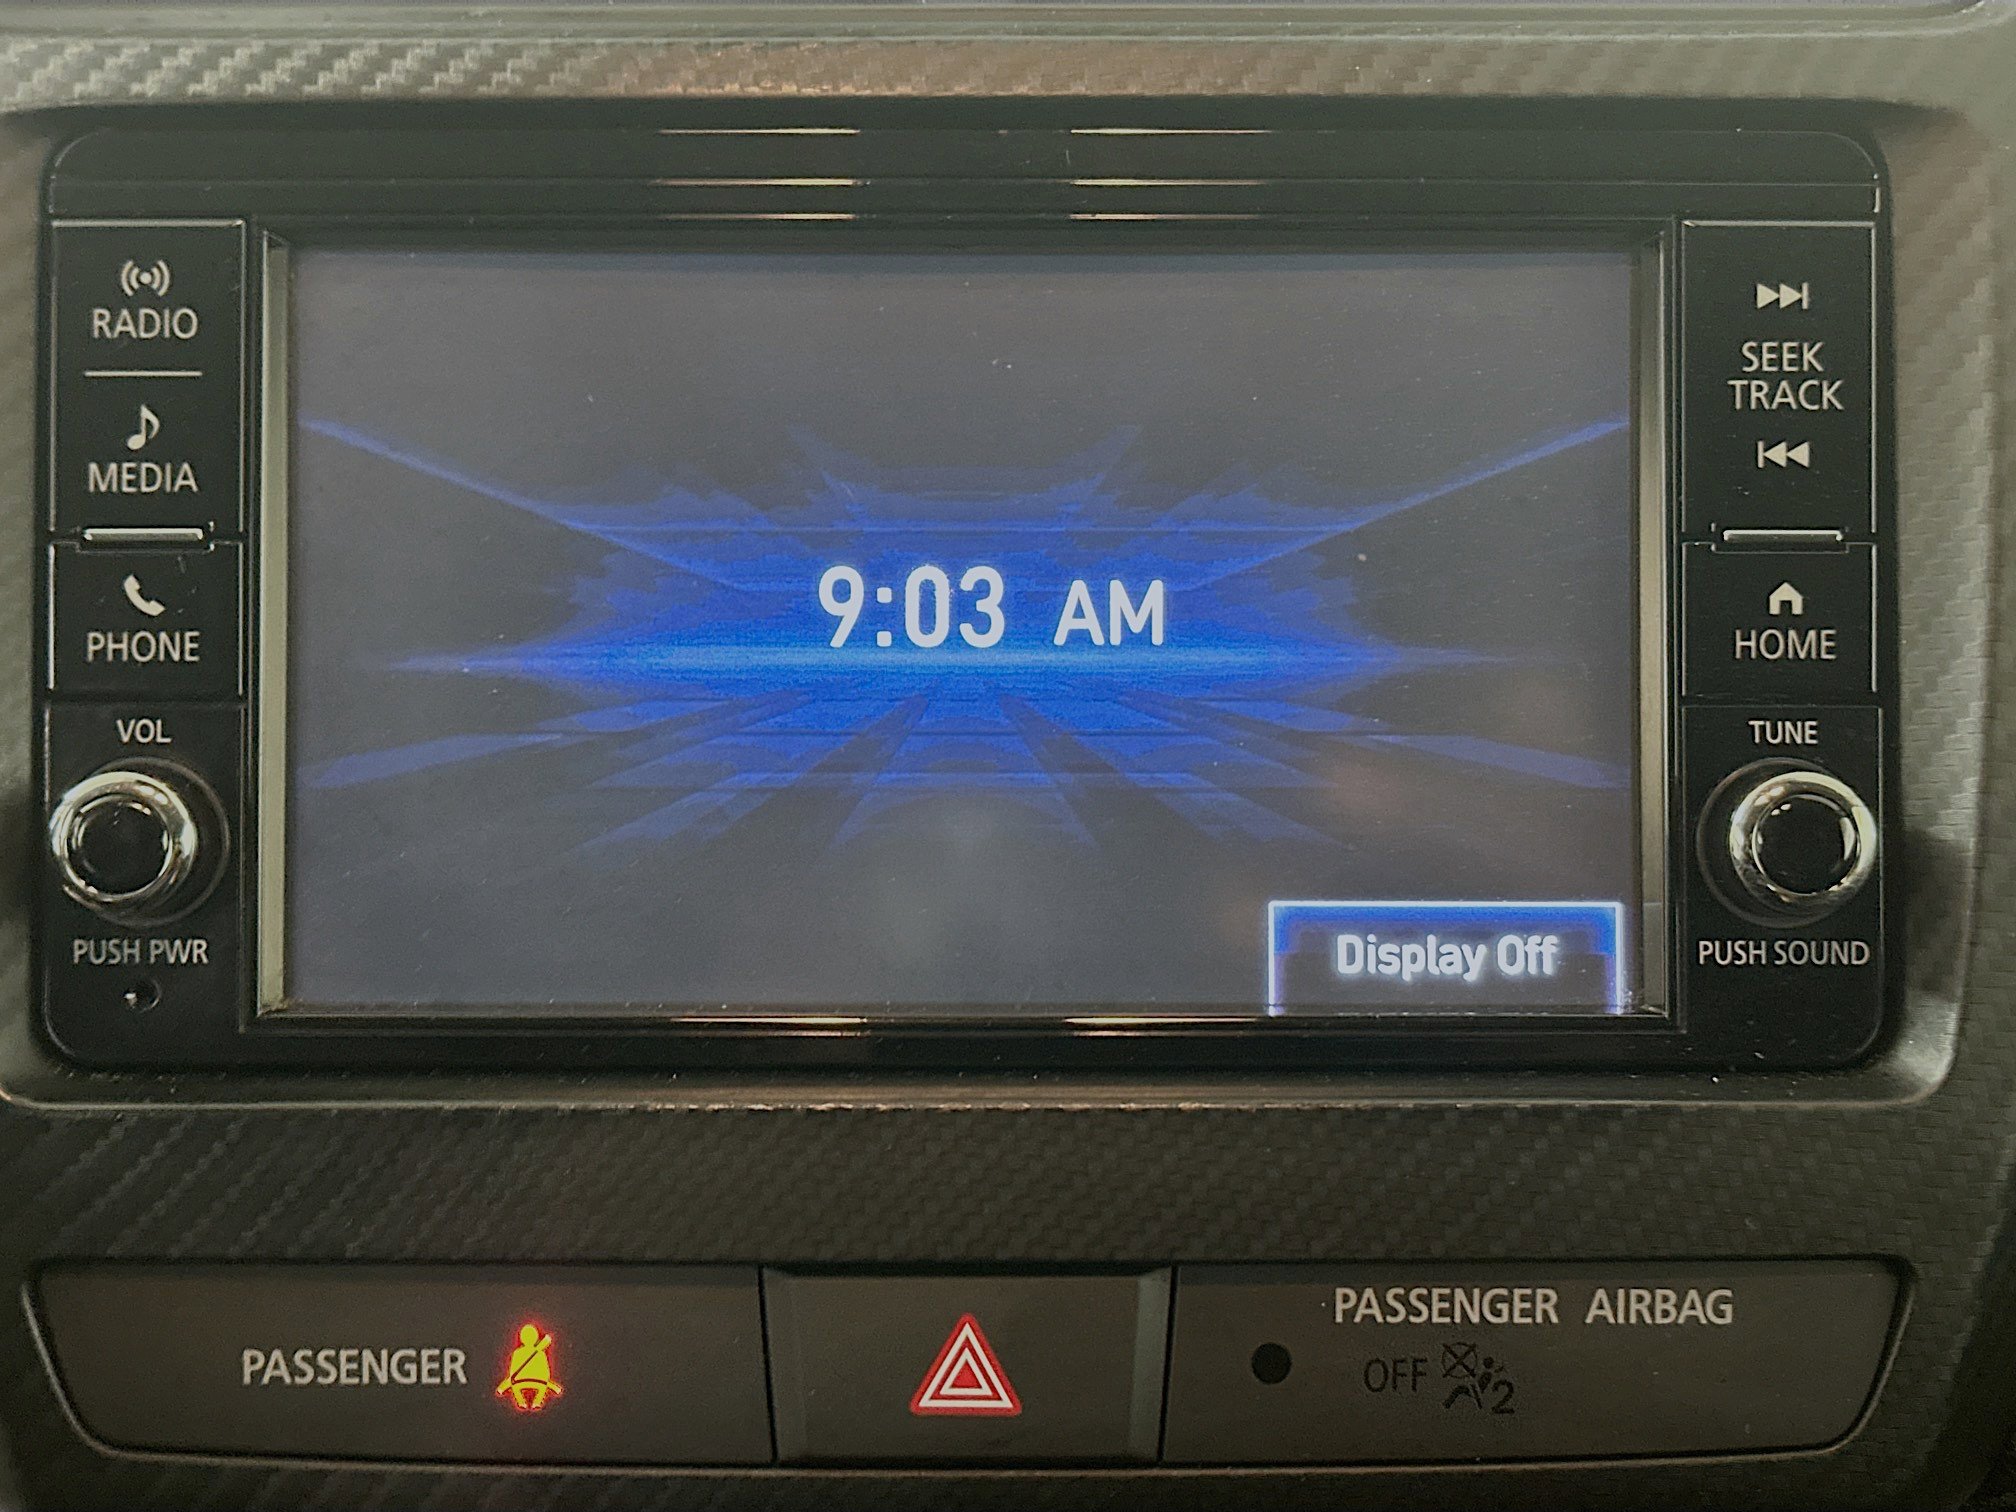 RADIO
MEDIA
PHONE
VOL
PUSH PWR
9:03 AM
Display Off
SEEK
TRACK
HOME
TUNE
PUSH SOUND
PASSENGER
PASSENGER AIRBAG
OFF
2